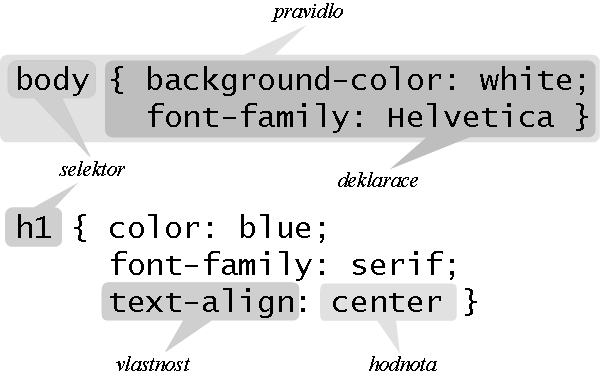 pravidlo
body { background-color: white;
font-family: Helvetica }
selektor
deklarace
h1 { color: blue;
font-family: serif;
text-align: center }
vlastnost
hodnota